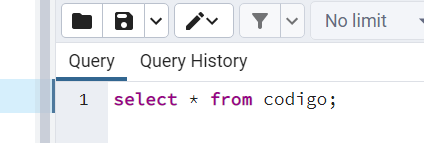 No limit
Query Query History
1 select * from codigo;